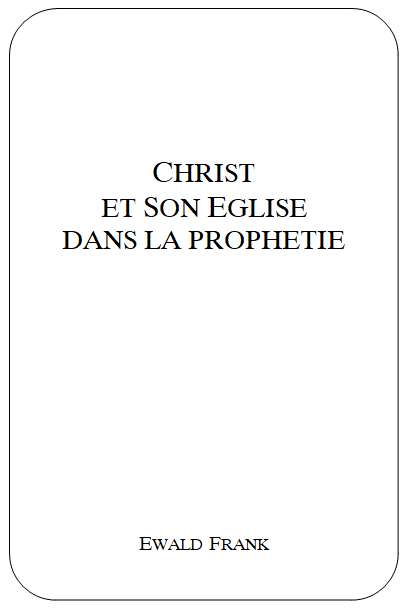 CHRIST
ET SON EGLISE
DANS LA PROPHETIE
EWALD FRANK